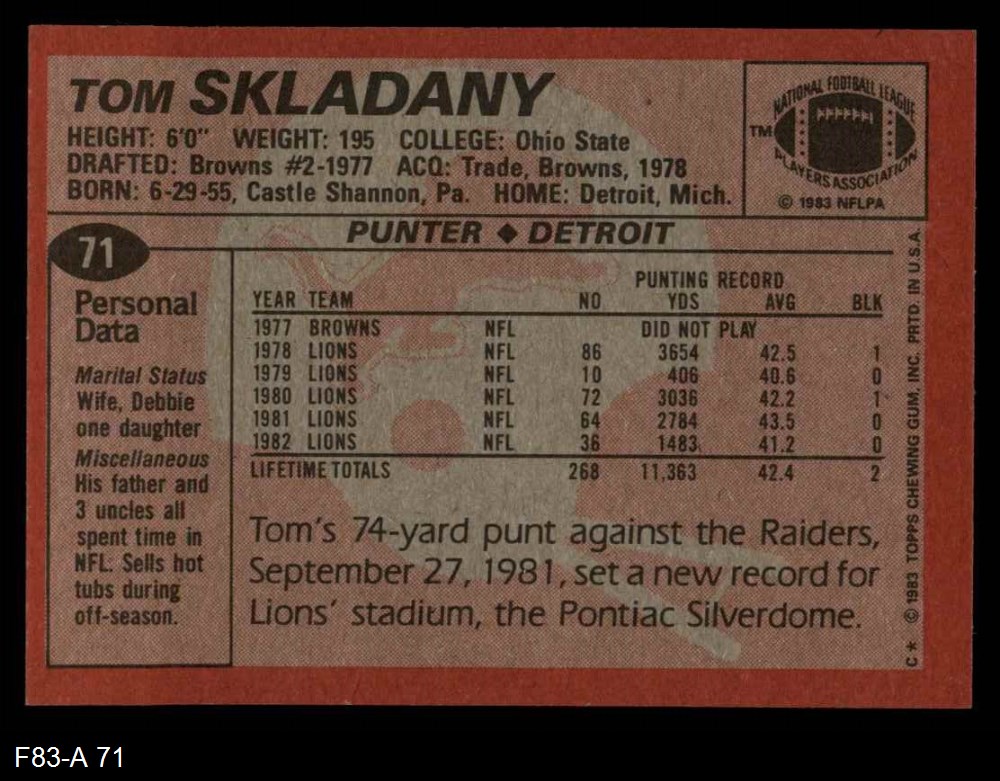 TOM SKLADANY
HEIGHT: 6'0" WEIGHT: 195 COLLEGE: Ohio State
DRAFTED: Browns #2-1977 ACQ: Trade, Browns, 1978
BORN: 6-29-55, Castle Shannon, Pa. HOME: Detroit, Mich.
NATIONAL FOOTBALL LEAGUE
TM
PLAYERS ASSOCIATION
© 1983 NFLPA
71
PUNTER ◆ DETROIT
Personal
Data
Marital Status
Wife, Debbie
one daughter
Miscellaneous
His father and
3 uncles all
spent time in
NFL. Sells hot
tubs during
off-season.
PUNTING RECORD
YEAR TEAM NO YDS AVG BLK
1977 BROWNS NFL DID NOT PLAY
1978 LIONS NFL 86 3654 42.5 1
1979 LIONS NFL 10 406 40.6 0
1980 LIONS NFL 72 3036 42.2 1
1981 LIONS NFL 64 2784 43.5 0
1982 LIONS NFL 36 1483 41.2 0
LIFETIME TOTALS 268 11,363 42.4 2
Tom's 74-yard punt against the Raiders,
September 27, 1981, set a new record for
Lions' stadium, the Pontiac Silverdome.
C* © 1983 TOPPS CHEWING GUM, INC. PRTD. IN U.S.A.
F83-A 71